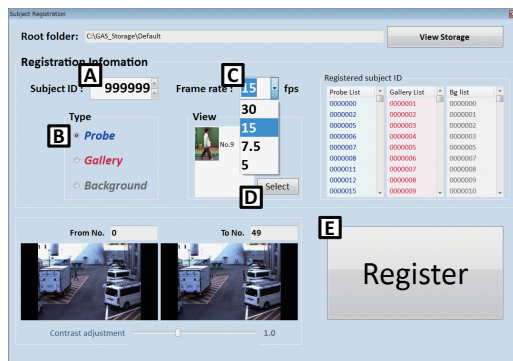 Subject Registration
Root folder: C:\GAS_Storage\Default View Storage
Registration Infomation
A C
Subject ID : 999999 Frame rate : 15 fps
30
15
7.5
5
B Type
Probe
Gallery
Background
View
No.9
D Select
Registered subject ID
Probe List Gallery List Bg list
0000000 0000001 0000000
0000002 0000002 0000002
0000005 0000003 0000003
0000006 0000004 0000004
0000007 0000005 0000005
0000008 0000006 0000007
0000011 0000007 0000008
0000012 0000008 0000009
0000015 0000009 0000010
From No. 0 To No. 49
Contrast adjustment 1.0
E
Register